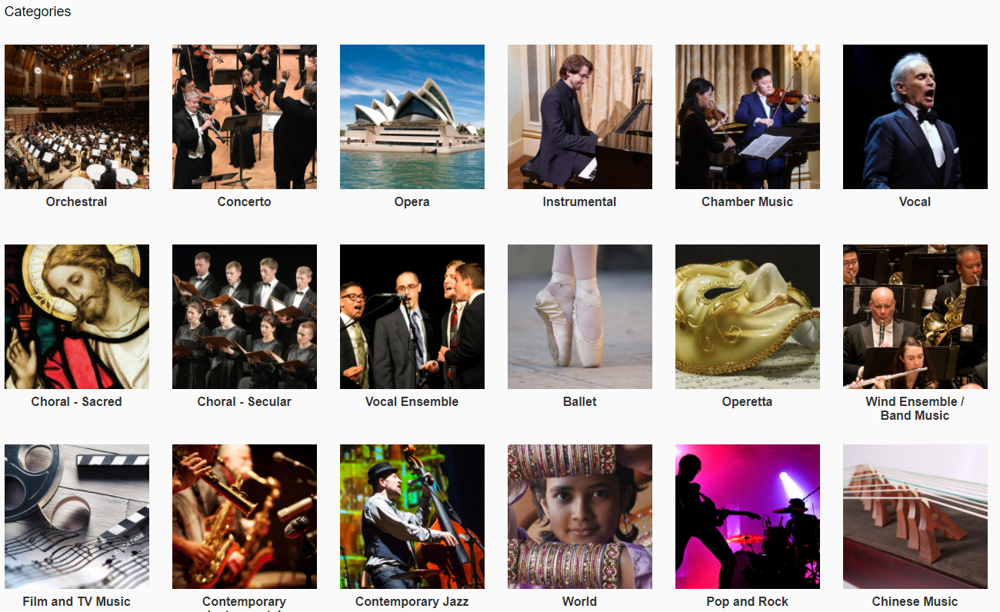 Categories
Orchestral
Concerto
Opera
Instrumental
Chamber Music
Vocal
Choral - Sacred
Choral - Secular
Vocal Ensemble
Ballet
Operetta
Wind Ensemble /
Band Music
Film and TV Music
Contemporary
Contemporary Jazz
World
Pop and Rock
Chinese Music